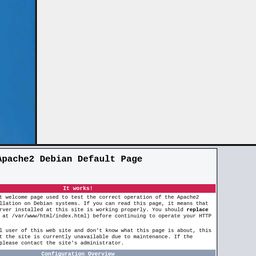 Apache2 Debian Default Page
It works!
welcome page used to test the correct operation of the Apache2
llation on Debian systems. If you can read this page, it means that
rver installed at this site is working properly. You should replace
at /var/www/html/index.html) before continuing to operate your HTTP
l user of this web site and don't know what this page is about, this
t the site is currently unavailable due to maintenance. If the
please contact the site's administrator.
Configuration Overview